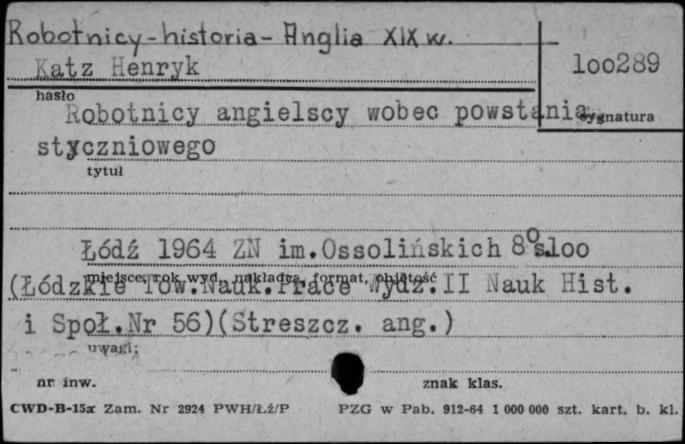 Robotnicy-historia-Anglia XIX w.
Katz Henryk
100289
hasło
sygnatura
Robotnicy angielscy wobec powstania
styczniowego
tytuł
Łódź 1964 ZN im.Ossolińskich 8° s.100
miejsce, rok wyd., nakładca, format, objętość
(Łódzkie Tow.Nauk.Prace Wydz.II Nauk Hist.
i Społ.Nr 56)(Streszcz. ang.)
uwagi:
nr inw.
znak klas.
CWD-B-15a Zam. Nr 2924 PWH/Łź/P PZG w Pab. 912-64 1 000 000 szt. kart. b. kl.